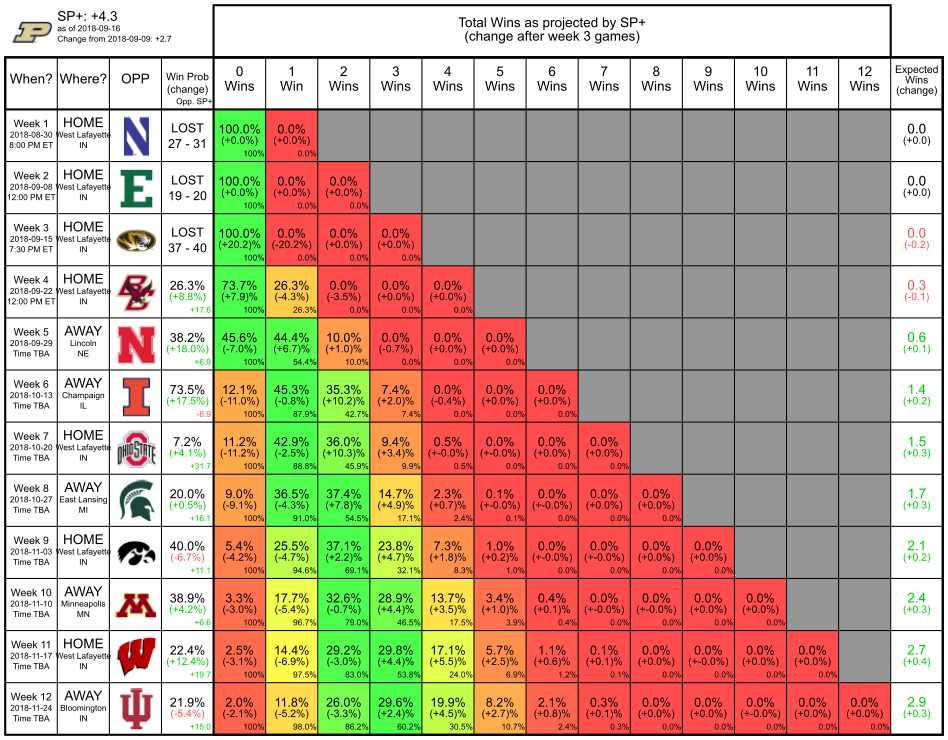 SP+: +4.3
as of 2018-09-16
Change from 2018-09-09: +2.7
Total Wins as projected by SP+
(change after week 3 games)
When? Where? OPP Win Prob (change) Opp. SP+ 0 Wins 1 Win 2 Wins 3 Wins 4 Wins 5 Wins 6 Wins 7 Wins 8 Wins 9 Wins 10 Wins 11 Wins 12 Wins Expected Wins (change)
Week 1 HOME LOST 100.0% 0.0% 0.0
2018-08-30 West Lafayette 27 - 31 (+0.0%) (+0.0%) (+0.0)
8:00 PM ET IN 100% 0.0%
Week 2 HOME LOST 100.0% 0.0% 0.0% 0.0
2018-09-08 West Lafayette 19 - 20 (+0.0%) (+0.0%) (+0.0%) (+0.0)
12:00 PM ET IN 100% 0.0% 0.0%
Week 3 HOME LOST 100.0% 0.0% 0.0% 0.0% 0.0
2018-09-15 West Lafayette 37 - 40 (+20.2)% (-20.2)% (+0.0)% (+0.0)% (-0.2)
7:30 PM ET IN 100% 0.0% 0.0% 0.0%
Week 4 HOME 26.3% 73.7% 26.3% 0.0% 0.0% 0.0% 0.3
2018-09-22 West Lafayette (+8.8%) (+7.9)% (-4.3)% (-3.5)% (+0.0)% (+0.0)% (-0.1)
12:00 PM ET IN +17.6 100% 26.3% 0.0% 0.0% 0.0%
Week 5 AWAY 38.2% 45.6% 44.4% 10.0% 0.0% 0.0% 0.0% 0.6
2018-09-29 Lincoln (+18.0%) (-7.0)% (+6.7)% (+1.0)% (-0.7)% (+0.0)% (+0.0)% (+0.1)
Time TBA NE +6.9 100% 54.4% 10.0% 0.0% 0.0% 0.0%
Week 6 AWAY 73.5% 12.1% 45.3% 35.3% 7.4% 0.0% 0.0% 0.0% 1.4
2018-10-13 Champaign (+17.5%) (-11.0)% (-0.8)% (+10.2)% (+2.0)% (-0.4)% (+0.0)% (+0.0)% (+0.2)
Time TBA IL -8.9 100% 87.9% 42.7% 7.4% 0.0% 0.0% 0.0%
Week 7 HOME OHIO STATE 7.2% 11.2% 42.9% 36.0% 9.4% 0.5% 0.0% 0.0% 0.0% 1.5
2018-10-20 West Lafayette (+4.1%) (-11.2)% (-2.5)% (+10.3)% (+3.4)% (+-0.0)% (+-0.0)% (+0.0)% (+0.0)% (+0.3)
Time TBA IN +31.7 100% 88.8% 45.9% 9.9% 0.5% 0.0% 0.0% 0.0%
Week 8 AWAY 20.0% 9.0% 36.5% 37.4% 14.7% 2.3% 0.1% 0.0% 0.0% 0.0% 1.7
2018-10-27 East Lansing (+0.5%) (-9.1)% (-4.3)% (+7.8)% (+4.9)% (+0.7)% (+-0.0)% (+-0.0)% (+0.0)% (+0.0)% (+0.3)
Time TBA MI +16.1 100% 91.0% 54.5% 17.1% 2.4% 0.1% 0.0% 0.0% 0.0%
Week 9 HOME 40.0% 5.4% 25.5% 37.1% 23.8% 7.3% 1.0% 0.0% 0.0% 0.0% 0.0% 2.1
2018-11-03 West Lafayette (-6.7%) (-4.2)% (-4.7)% (+2.2)% (+4.7)% (+1.8)% (+0.2)% (+-0.0)% (+-0.0)% (+0.0)% (+0.0)% (+0.2)
Time TBA IN +11.1 100% 94.6% 69.1% 32.1% 8.3% 1.0% 0.0% 0.0% 0.0% 0.0%
Week 10 AWAY 38.9% 3.3% 17.7% 32.6% 28.9% 13.7% 3.4% 0.4% 0.0% 0.0% 0.0% 0.0% 2.4
2018-11-10 Minneapolis (+4.2%) (-3.0)% (-5.4)% (-0.7)% (+4.4)% (+3.5)% (+1.0)% (+0.1)% (+-0.0)% (+-0.0)% (+0.0)% (+0.0)% (+0.3)
Time TBA MN +6.6 100% 96.7% 79.0% 46.5% 17.5% 3.9% 0.4% 0.0% 0.0% 0.0% 0.0%
Week 11 HOME 22.4% 2.5% 14.4% 29.2% 29.8% 17.1% 5.7% 1.1% 0.1% 0.0% 0.0% 0.0% 0.0% 2.7
2018-11-17 West Lafayette (+12.4%) (-3.1)% (-6.9)% (-3.0)% (+4.4)% (+5.5)% (+2.5)% (+0.6)% (+0.1)% (+0.0)% (+-0.0)% (+0.0)% (+0.0)% (+0.4)
Time TBA IN +19.7 100% 97.5% 83.0% 53.8% 24.0% 6.9% 1.2% 0.1% 0.0% 0.0% 0.0% 0.0%
Week 12 AWAY 21.9% 2.0% 11.8% 26.0% 29.6% 19.9% 8.2% 2.1% 0.3% 0.0% 0.0% 0.0% 0.0% 0.0% 2.9
2018-11-24 Bloomington (-5.4%) (-2.1)% (-5.2)% (-3.3)% (+2.4)% (+4.5)% (+2.7)% (+0.8)% (+0.1)% (+0.0)% (+0.0)% (+-0.0)% (+0.0)% (+0.0)% (+0.3)
Time TBA IN +15.0 100% 98.0% 86.2% 60.2% 30.5% 10.7% 2.4% 0.3% 0.0% 0.0% 0.0% 0.0% 0.0%